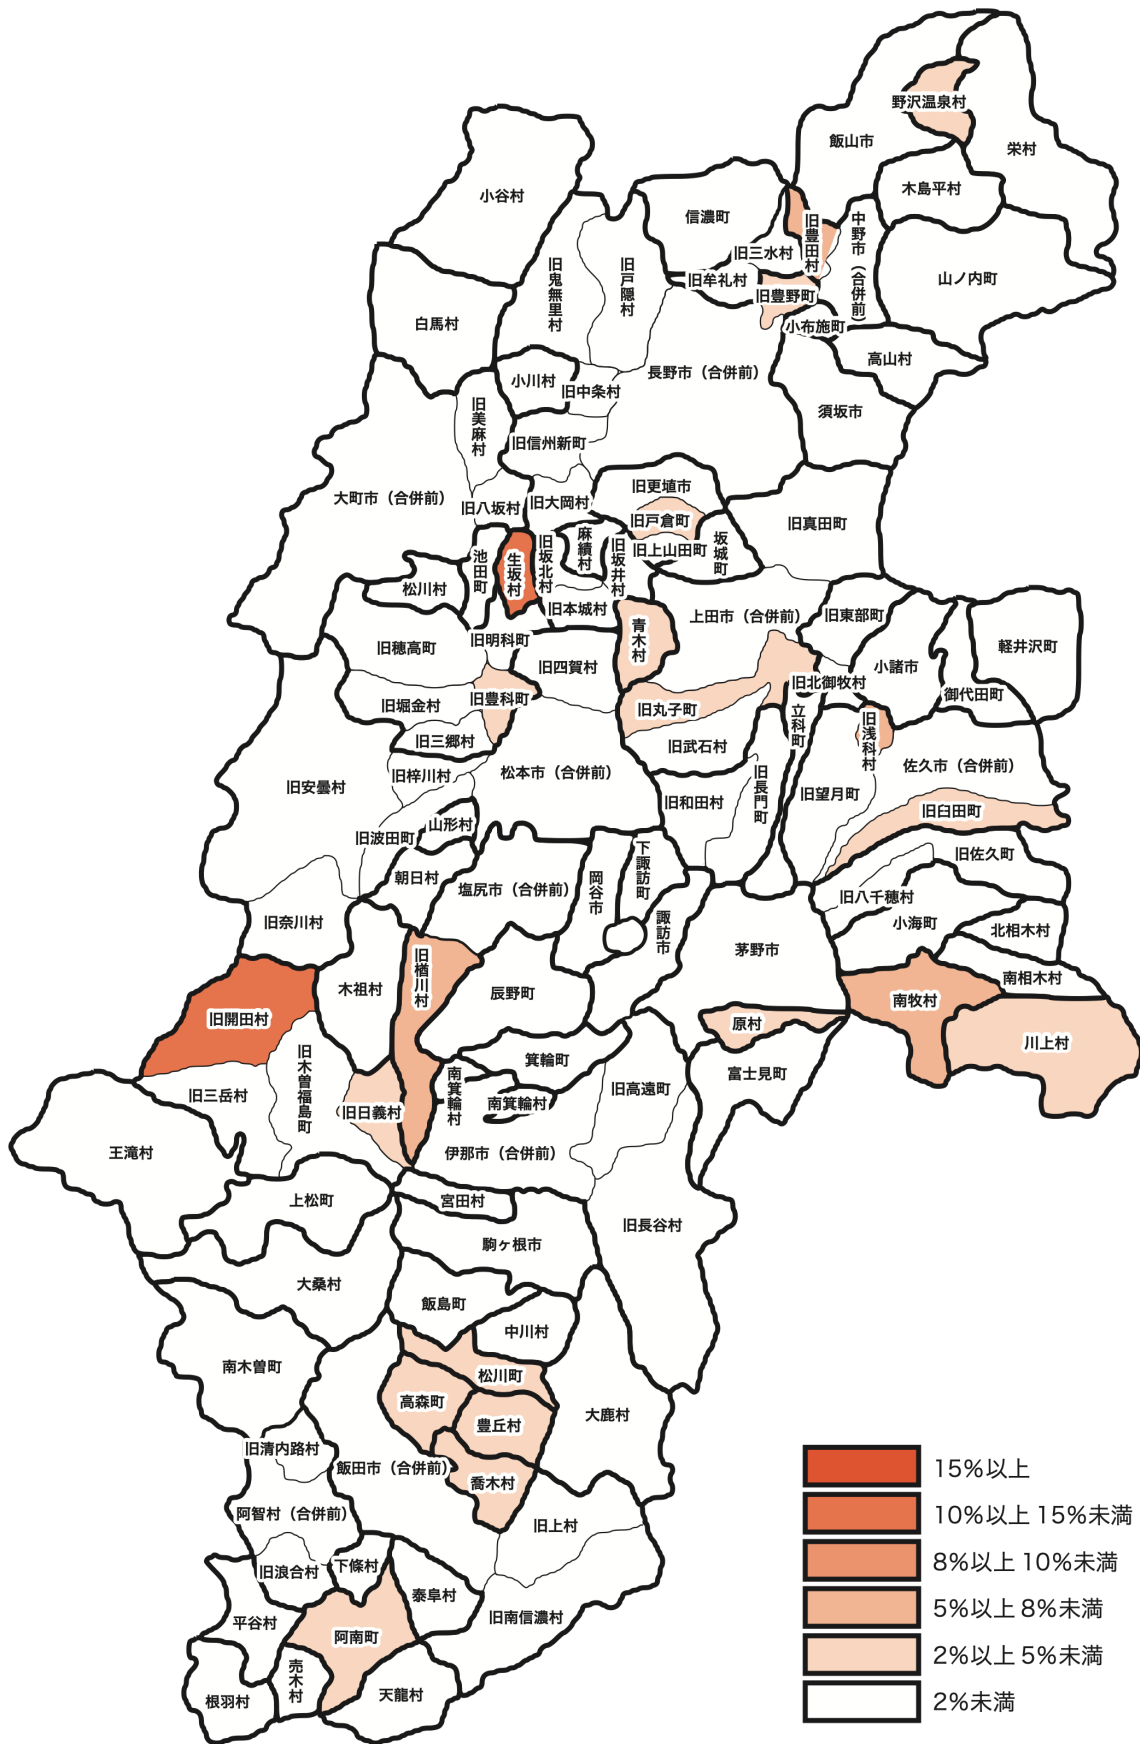 野沢温泉村
飯山市
栄村
木島平村
小谷村
信濃町
旧豊田村
中野市（合併前）
旧三水村
旧鬼無里村
旧戸隠村
旧牟礼村
山ノ内町
旧豊野町
白馬村
小布施町
高山村
長野市（合併前）
小川村
旧中条村
須坂市
旧美麻村
旧信州新町
旧更埴市
大町市（合併前）
旧八坂村
旧大岡村
旧戸倉町
旧真田町
麻績村
旧坂北村
旧坂井村
旧上山田町
坂城町
池田町
生坂村
松川村
旧本城村
青木村
上田市（合併前）
旧東部町
軽井沢町
旧明科町
旧穂高町
旧四賀村
小諸市
旧北御牧村
御代田町
旧豊科町
旧堀金村
旧丸子町
立科町
旧浅科村
旧三郷村
旧武石村
佐久市（合併前）
旧梓川村
松本市（合併前）
旧安曇村
旧長門町
旧望月町
旧和田村
旧臼田町
山形村
旧波田町
下諏訪町
旧佐久町
朝日村
塩尻市（合併前）
岡谷市
旧八千穂村
諏訪市
小海町
北相木村
旧奈川村
茅野市
旧楢川村
南相木村
木祖村
辰野町
南牧村
旧開田村
原村
川上村
箕輪町
旧木曽福島町
富士見町
旧高遠町
南箕輪村
南箕輪村
旧三岳村
旧日義村
王滝村
伊那市（合併前）
上松町
宮田村
旧長谷村
駒ヶ根市
大桑村
飯島町
中川村
南木曽町
松川町
高森町
大鹿村
豊丘村
旧清内路村
飯田市（合併前）
喬木村
阿智村（合併前）
旧上村
下條村
旧浪合村
泰阜村
旧南信濃村
平谷村
阿南町
売木村
天龍村
根羽村
15%以上
10%以上 15%未満
8%以上 10%未満
5%以上 8%未満
2%以上 5%未満
2%未満